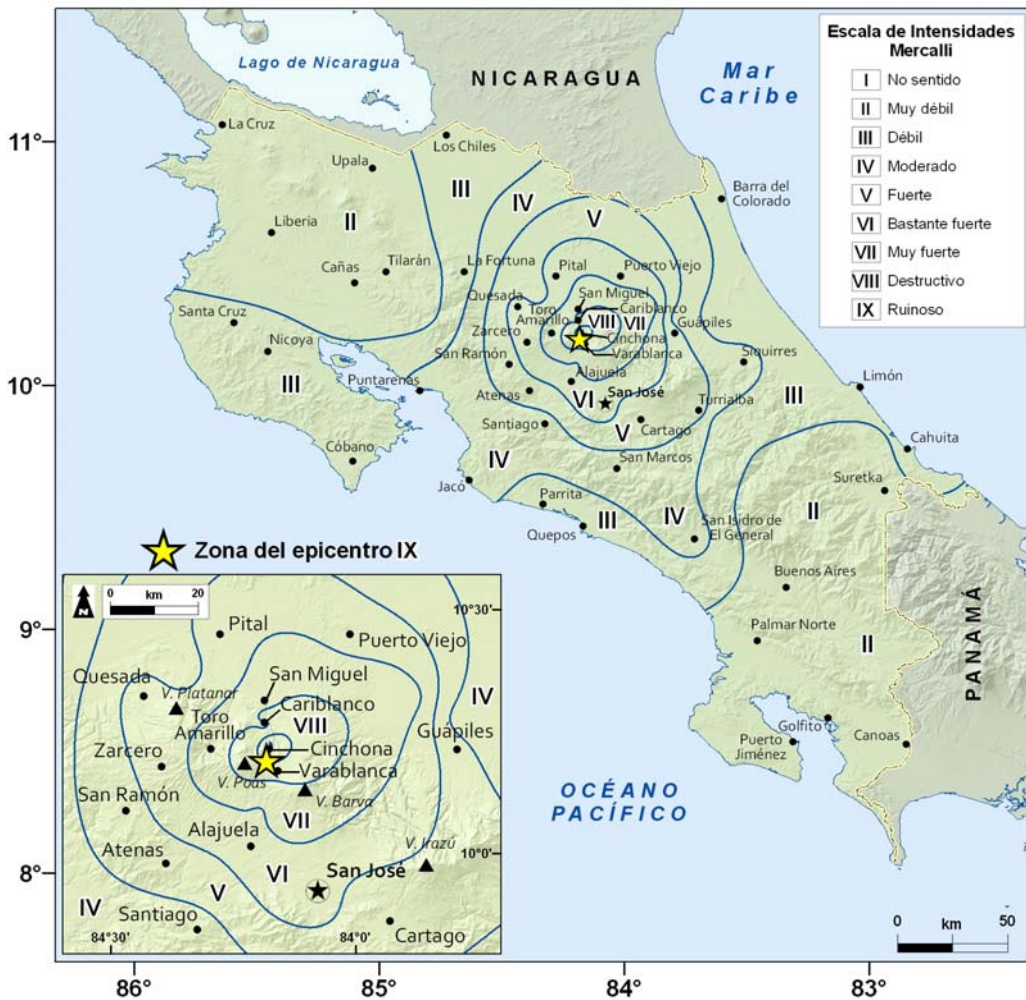 Lago de Nicaragua
NICARAGUA
Mar
Caribe
Escala de Intensidades
Mercalli
I No sentido
II Muy débil
III Débil
IV Moderado
V Fuerte
VI Bastante fuerte
VII Muy fuerte
VIII Destructivo
IX Ruinoso
11°
La Cruz
Los Chiles
Upala
III
IV
Barra del
Colorado
V
II
Liberia
Tilarán
La Fortuna
Pital
Puerto Viejo
Cañas
San Miguel
Quesada
Toro
Amarillo
Cariblanco
Santa Cruz
Zarcero
VIII
VII
Guápiles
Cinchona
Nicoya
San Ramón
Varablanca
Siquirres
10°
III
Puntarenas
Alajuela
Limón
Atenas
VI
San José
III
Turrialba
Santiago
V
Cartago
Cóbano
IV
San Marcos
Cahuita
Jacó
Suretka
Parrita
III
IV
II
Quepos
San Isidro de
El General
Zona del epicentro IX
Buenos Aires
PANAMÁ
9°
Palmar Norte
II
Golfito
Puerto
Jiménez
Canoas
OCÉANO
PACÍFICO
8°
0 km 50
N
0 km 20
10°30'
Pital
Puerto Viejo
Quesada
V. Platanar
San Miguel
IV
Toro
Amarillo
Cariblanco
VIII
Guápiles
Zarcero
Cinchona
Varablanca
V. Poás
San Ramón
V. Barva
VII
Alajuela
V. Irazú
10°0'
Atenas
VI
San José
V
IV
Santiago
Cartago
84°30'
84°0'
86°
85°
84°
83°